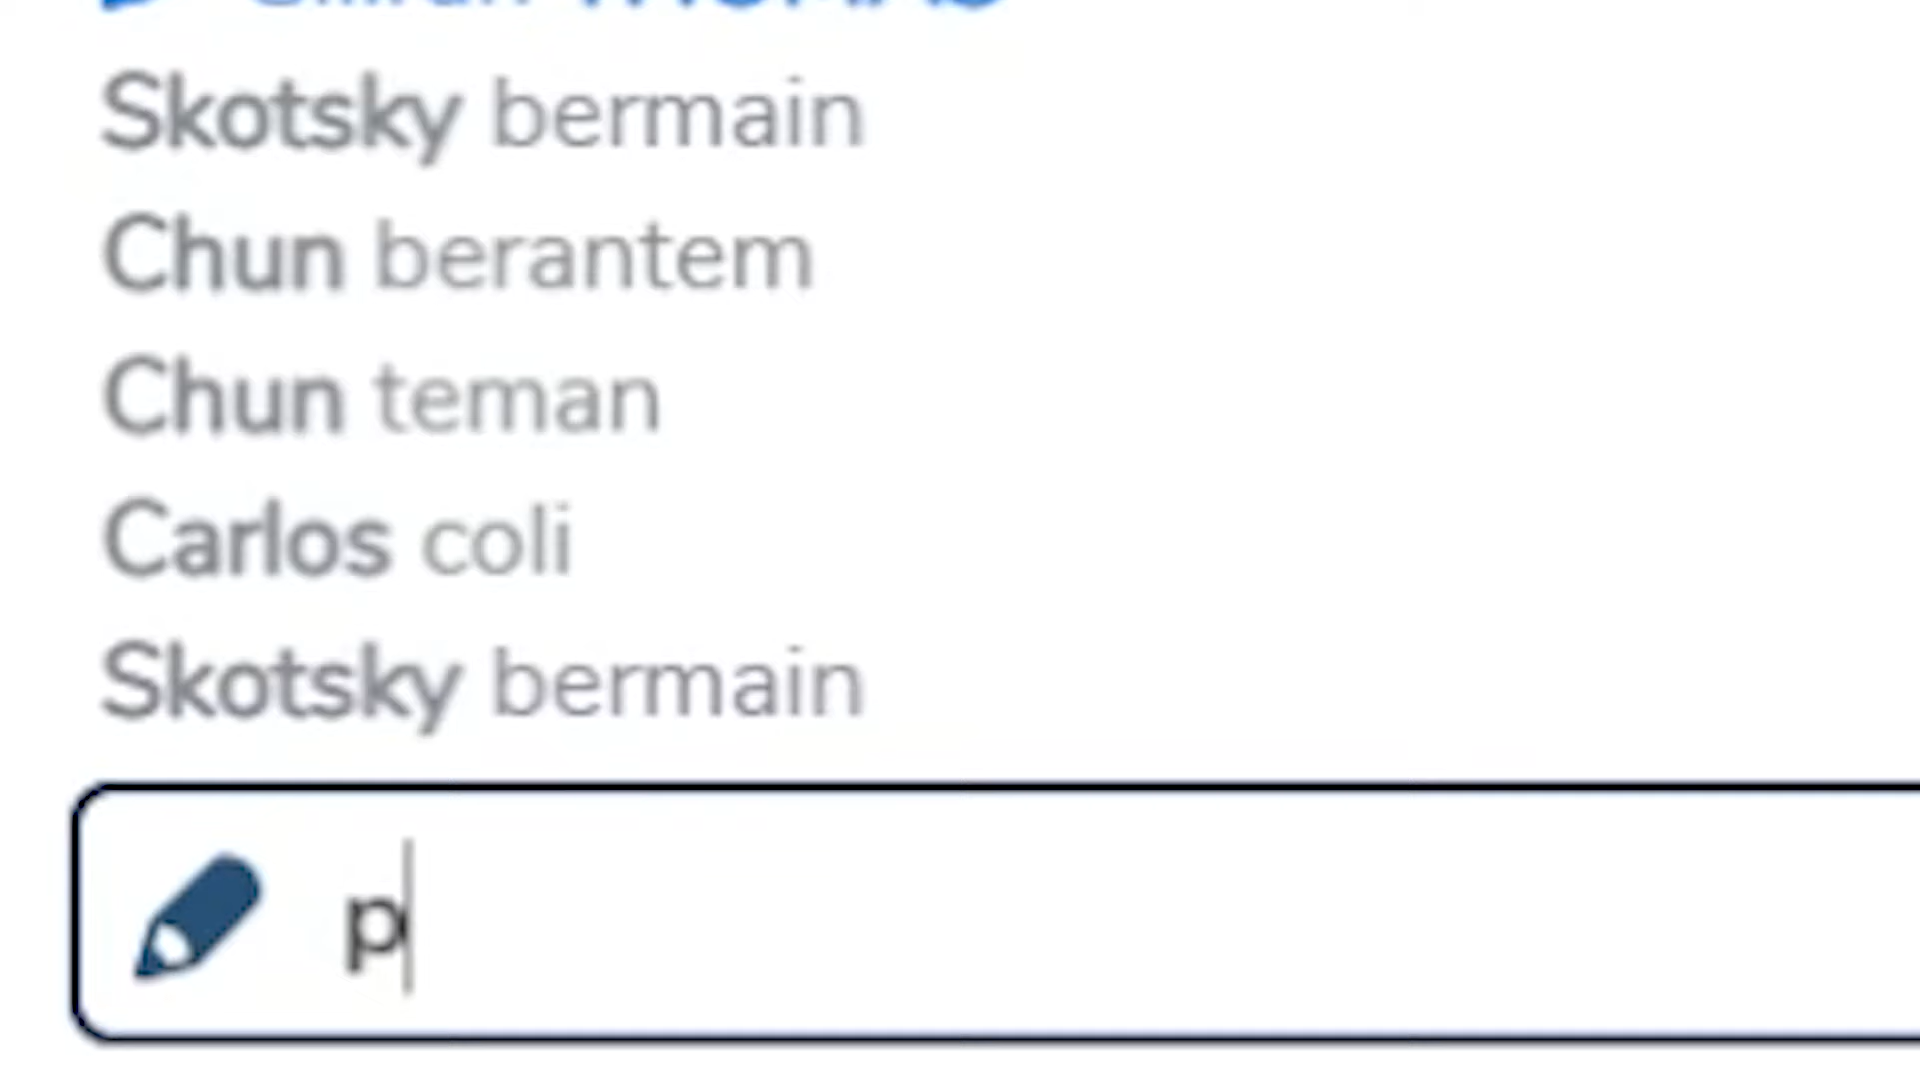 Skotsky bermain
Chun berantem
Chun teman
Carlos coli
Skotsky bermain
p